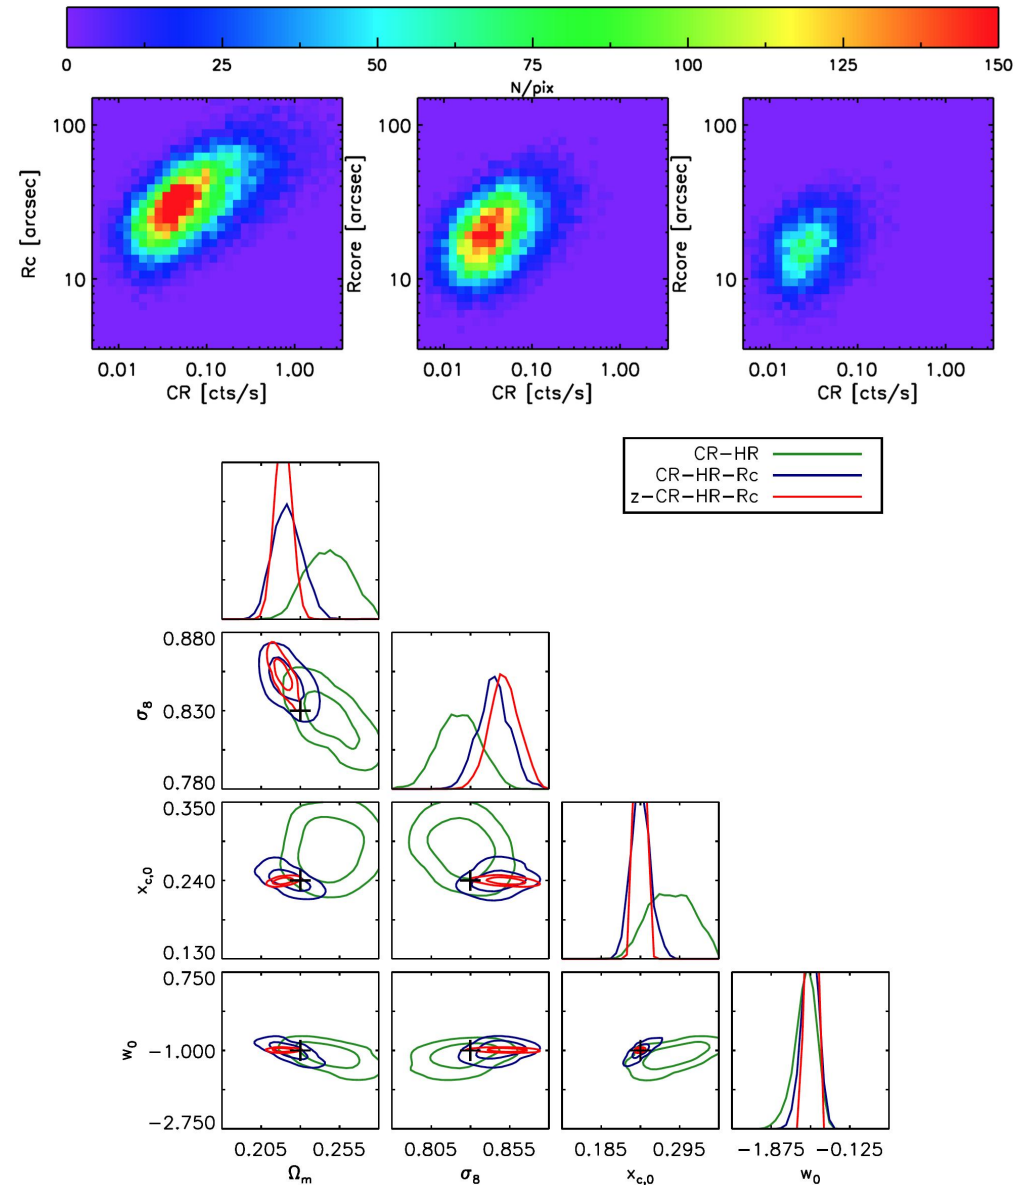 0 25 50 75 100 125 150
N/pix
100 100 100
Rc [arcsec] Rcore [arcsec] Rcore [arcsec]
10 10 10
0.01 0.10 1.00 0.01 0.10 1.00 0.01 0.10 1.00
CR [cts/s] CR [cts/s] CR [cts/s]
CR-HR
CR-HR-Rc
z-CR-HR-Rc
0.880
σ8 0.830
0.780
0.350
xc,0 0.240
0.130
0.750
w0 -1.000
-2.750
0.205 0.255 0.805 0.855 0.185 0.295 -1.875 -0.125
Ωm σ8 xc,0 w0